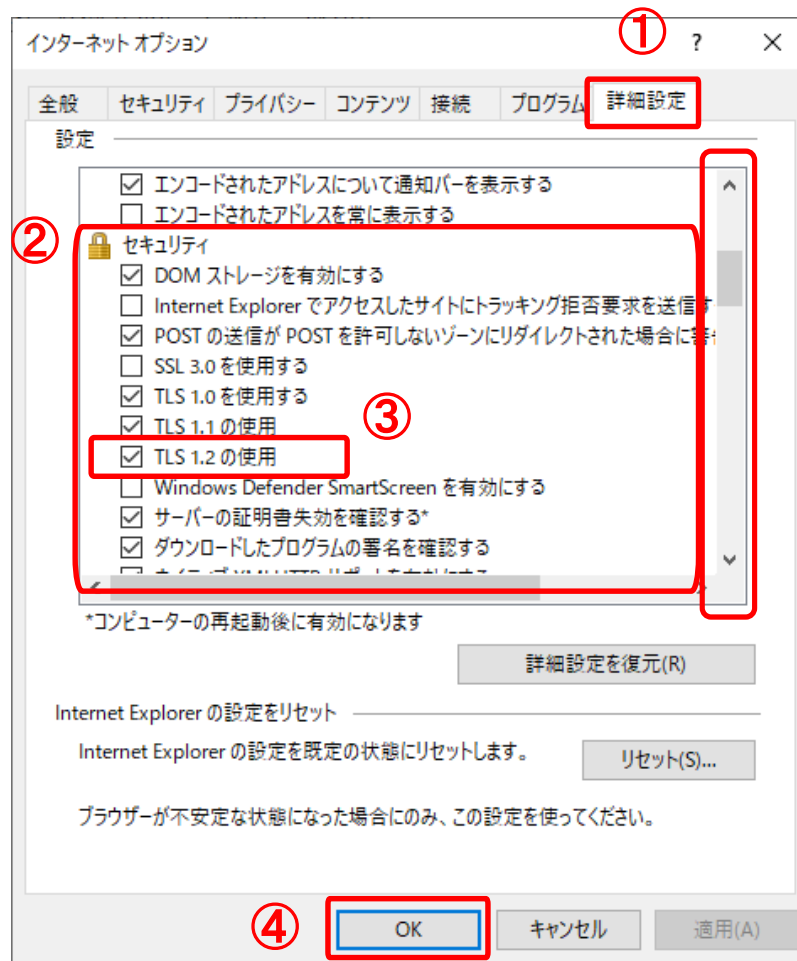 ①
インターネット オプション
?
全般 セキュリティ プライバシー コンテンツ 接続 プログラム 詳細設定
設定
エンコードされたアドレスについて通知バーを表示する
エンコードされたアドレスを常に表示する
②
セキュリティ
DOM ストレージを有効にする
Internet Explorer でアクセスしたサイトにトラッキング拒否要求を送信す
POST の送信が POST を許可しないゾーンにリダイレクトされた場合に警
SSL 3.0 を使用する
TLS 1.0 を使用する
③
TLS 1.1 の使用
TLS 1.2 の使用
Windows Defender SmartScreen を有効にする
サーバーの証明書失効を確認する*
ダウンロードしたプログラムの署名を確認する
*コンピューターの再起動後に有効になります
詳細設定を復元(R)
Internet Explorer の設定をリセット
Internet Explorer の設定を既定の状態にリセットします。
リセット(S)...
ブラウザーが不安定な状態になった場合にのみ、この設定を使ってください。
④
OK キャンセル 適用(A)